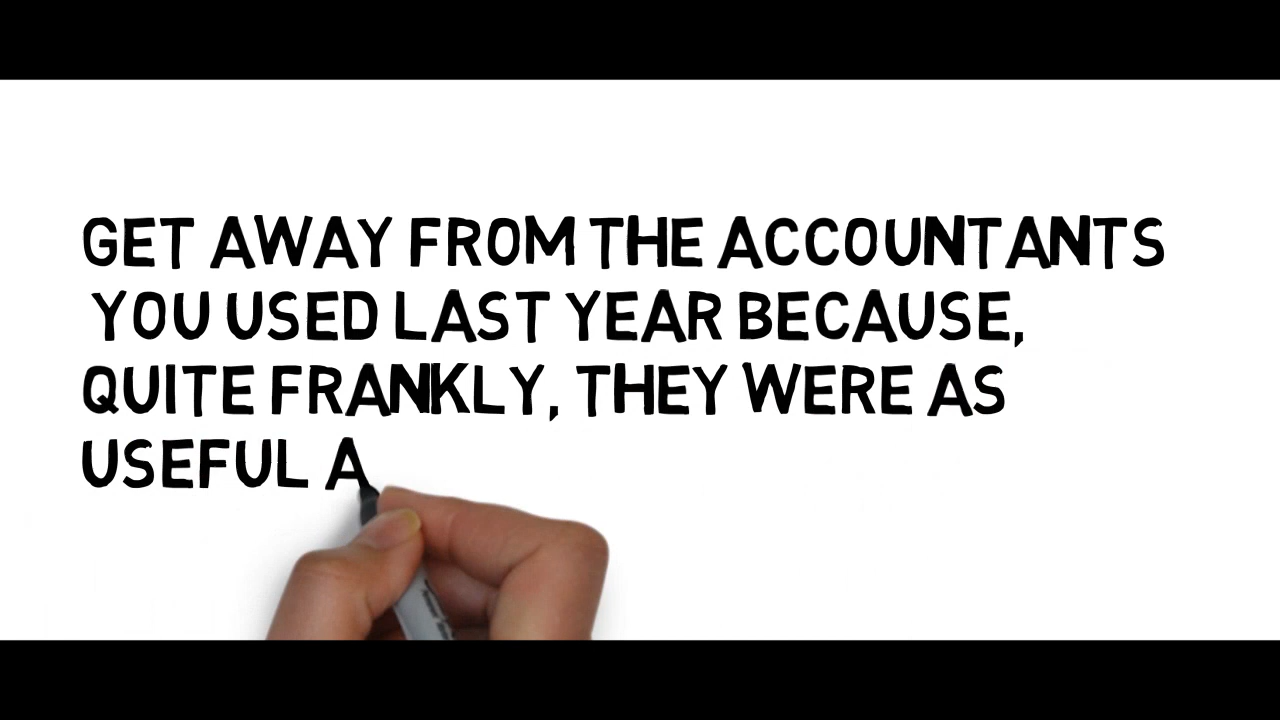 GET AWAY FROM THE ACCOUNTANTS
YOU USED LAST YEAR BECAUSE,
QUITE FRANKLY, THEY WERE AS
USEFUL A